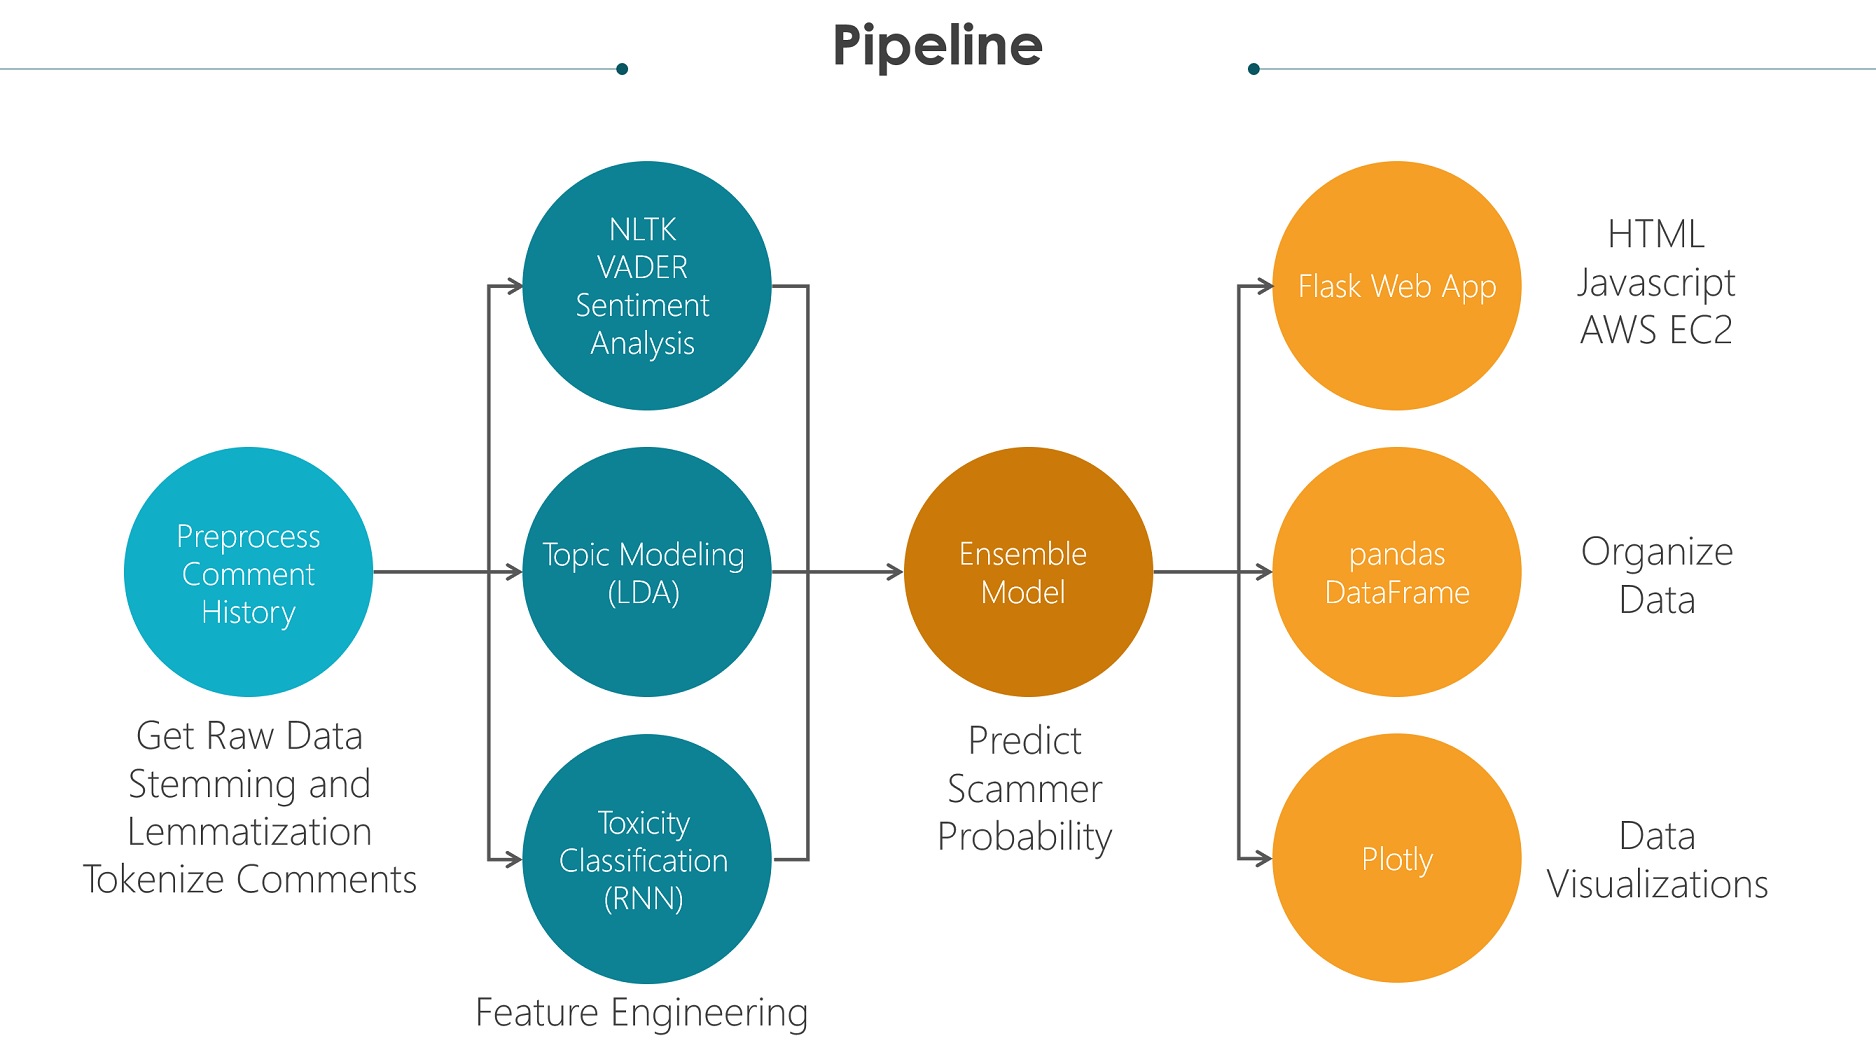 Pipeline
Preprocess
Comment
History
Get Raw Data
Stemming and
Lemmatization
Tokenize Comments
NLTK
VADER
Sentiment
Analysis
Topic Modeling
(LDA)
Toxicity
Classification
(RNN)
Feature Engineering
Ensemble
Model
Predict
Scammer
Probability
Flask Web App
HTML
Javascript
AWS EC2
pandas
DataFrame
Organize
Data
Plotly
Data
Visualizations